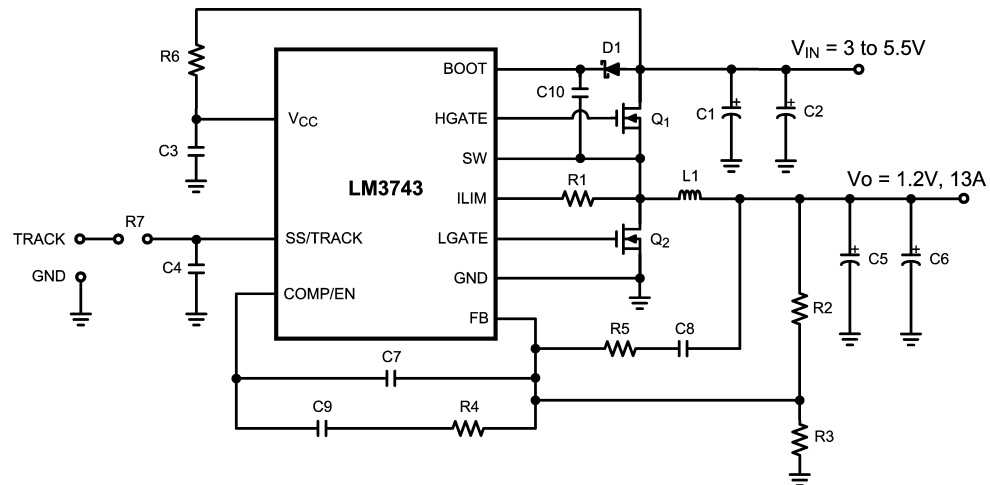 D1
V_IN = 3 to 5.5V
R6
BOOT
C10
C1
C2
V_CC
HGATE
Q_1
C3
SW
LM3743
R1
L1
Vo = 1.2V, 13A
ILIM
R7
TRACK
SS/TRACK
LGATE
Q_2
C4
C5
C6
GND
GND
COMP/EN
R2
FB
R5
C8
C7
C9
R4
R3